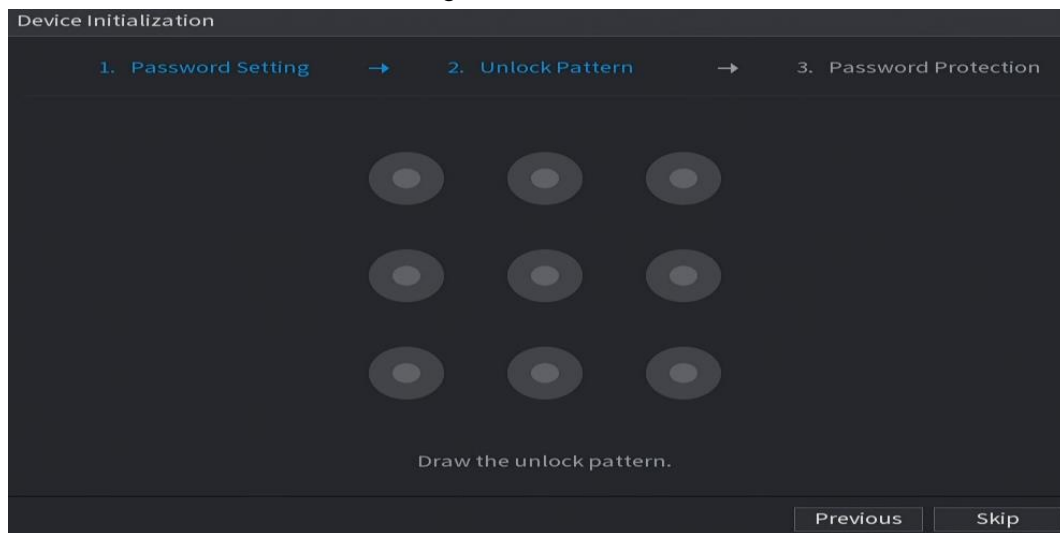 Device Initialization
1. Password Setting → 2. Unlock Pattern → 3. Password Protection
Draw the unlock pattern.
Previous Skip